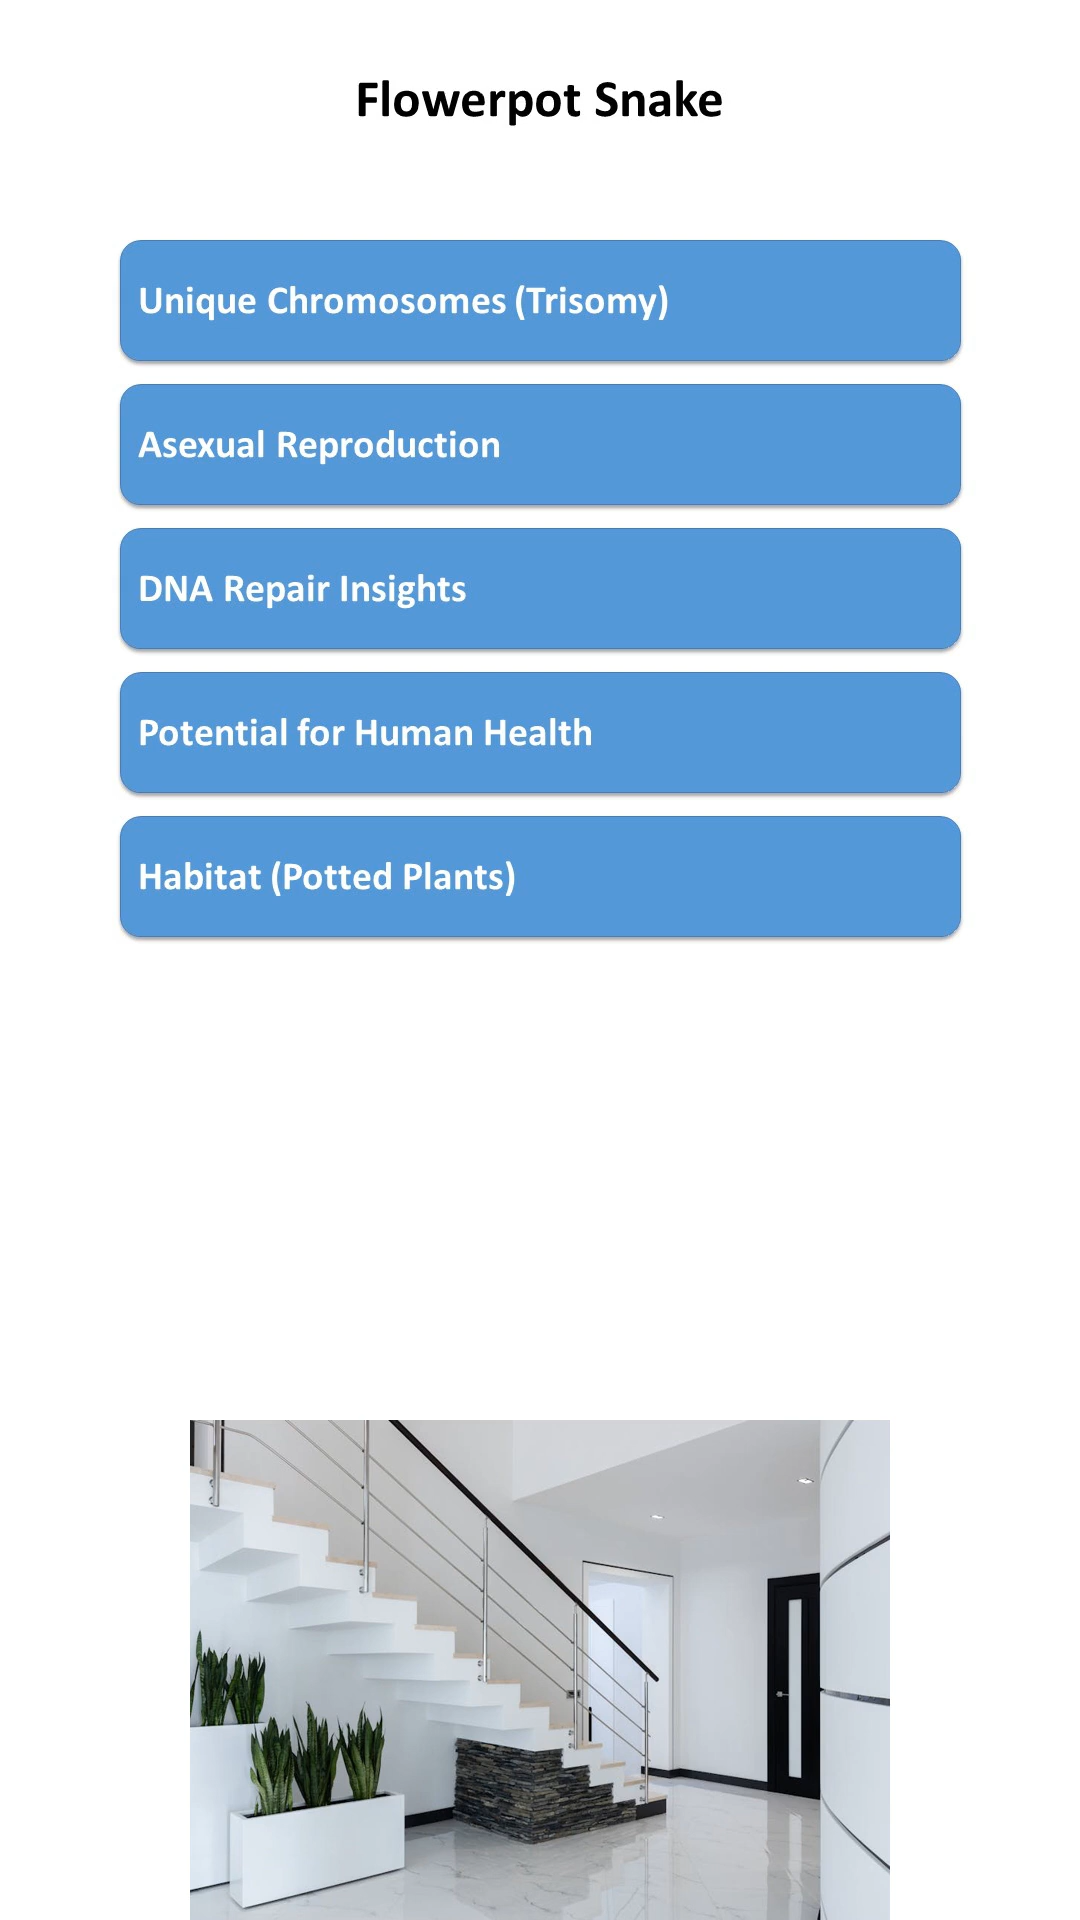 Flowerpot Snake
Unique Chromosomes (Trisomy)
Asexual Reproduction
DNA Repair Insights
Potential for Human Health
Habitat (Potted Plants)